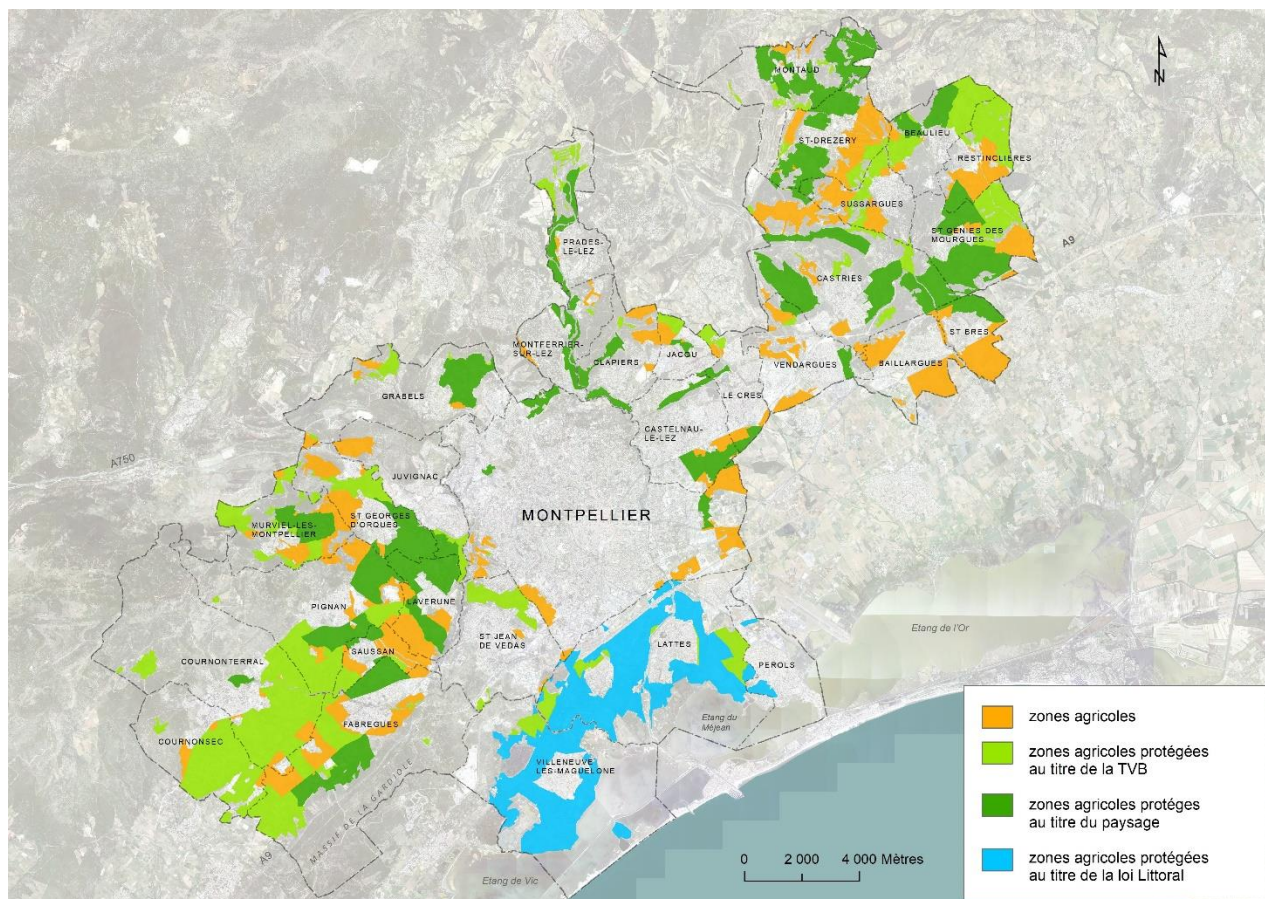 N
MONTAUD
ST-DREZERY
BEAULIEU
RESTINCLIERES
SUSSARGUES
ST GENIES DES
MOURGUES
A9
PRADES-
LE-LEZ
CASTRIES
ST BRES
MONTFERRIER-
SUR-LEZ
CLAPIERS
JACOU
VENDARGUES
BAILLARGUES
GRABELS
LE CRES
CASTELNAU-
LE-LEZ
A750
JUVIGNAC
MONTPELLIER
ST GEORGES
D'ORQUES
MURVIEL-LES-
MONTPELLIER
PIGNAN
LAVERUNE
ST JEAN
DE VEDAS
LATTES
Etang de l'Or
SAUSSAN
COURNONTERRAL
PEROLS
FABREGUES
Etang du
Méjean
COURNONSEC
VILLENEUVE
LES-MAGUELONE
MASSIF DE LA GARDIOLE
A9
Etang de Vic
0 2 000 4 000 Mètres
zones agricoles
zones agricoles protégées
au titre de la TVB
zones agricoles protéges
au titre du paysage
zones agricoles protégées
au titre de la loi Littoral